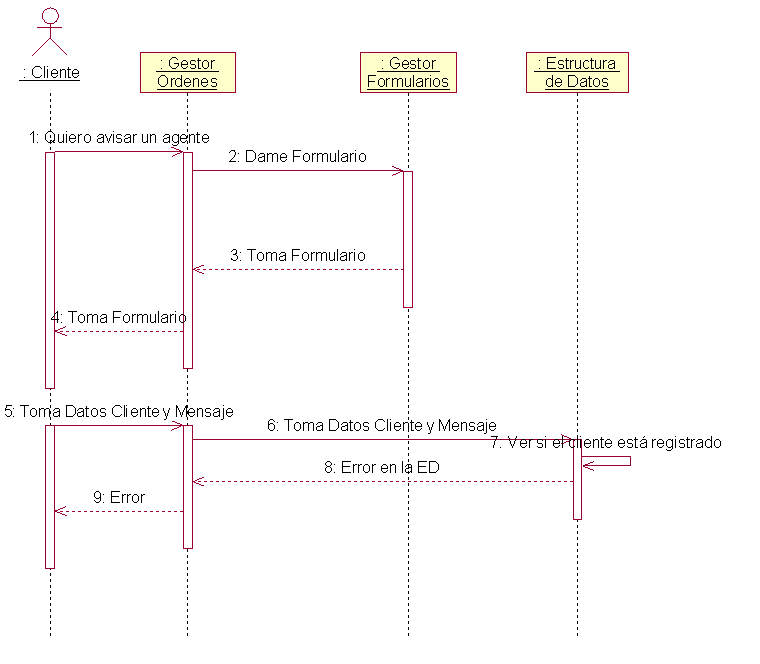 : Cliente
: Gestor
Ordenes
: Gestor
Formularios
: Estructura
de Datos
1: Quiero avisar un agente
2: Dame Formulario
3: Toma Formulario
4: Toma Formulario
5: Toma Datos Cliente y Mensaje
6: Toma Datos Cliente y Mensaje
7: Ver si el cliente está registrado
8: Error en la ED
9: Error